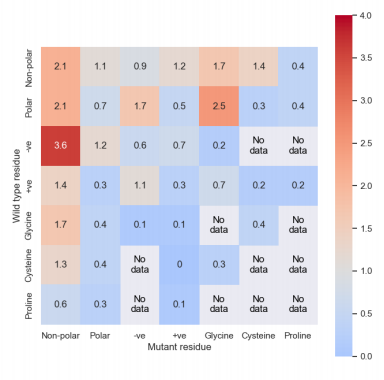 4.0
3.5
3.0
2.5
2.0
1.5
1.0
0.5
0.0
Wild type residue
Non-polar 2.1 1.1 0.9 1.2 1.7 1.4 0.4
Polar 2.1 0.7 1.7 0.5 2.5 0.3 0.4
-ve 3.6 1.2 0.6 0.7 0.2 No data No data
+ve 1.4 0.3 1.1 0.3 0.7 0.2 0.2
Glycine 1.7 0.4 0.1 0.1 No data 0.4 No data
Cysteine 1.3 0.4 No data 0 0.3 No data No data
Proline 0.6 0.3 No data 0.1 No data No data No data
Non-polar Polar -ve +ve Glycine Cysteine Proline
Mutant residue